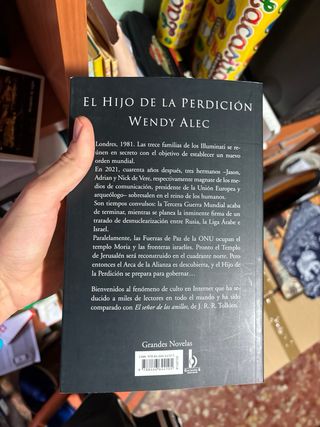 EL HIJO DE LA PERDICIÓN
WENDY ALEC
Londres, 1981. Las trece familias de los Illuminati se re-
únen en secreto con el objetivo de establecer un nuevo
orden mundial.
En 2021, cuarenta años después, tres hermanos –Jason,
Adrian y Nick de Vere, respectivamente magnate de los me-
dios de comunicación, presidente de la Unión Europea y
arqueólogo– sobresalen en el reino de los humanos.
Son tiempos convulsos: la Tercera Guerra Mundial acaba
de terminar, mientras se planea la inminente firma de un
tratado de desnuclearización entre Rusia, la Liga Árabe e
Israel.
Paralelamente, las Fuerzas de Paz de la ONU ocupan el
templo Moria y las fronteras israelíes. Pronto el Templo
de Jerusalén será reconstruido en el cuadrante norte. Pero
entonces el Arca de la Alianza es descubierta, y el Hijo de
la Perdición se prepara para gobernar...
Bienvenidos al fenómeno de culto en Internet que ha se-
ducido a miles de lectores en todo el mundo y ha sido
comparado con El señor de los anillos, de J. R. R. Tolkien.
Grandes Novelas
b
Lacasitos